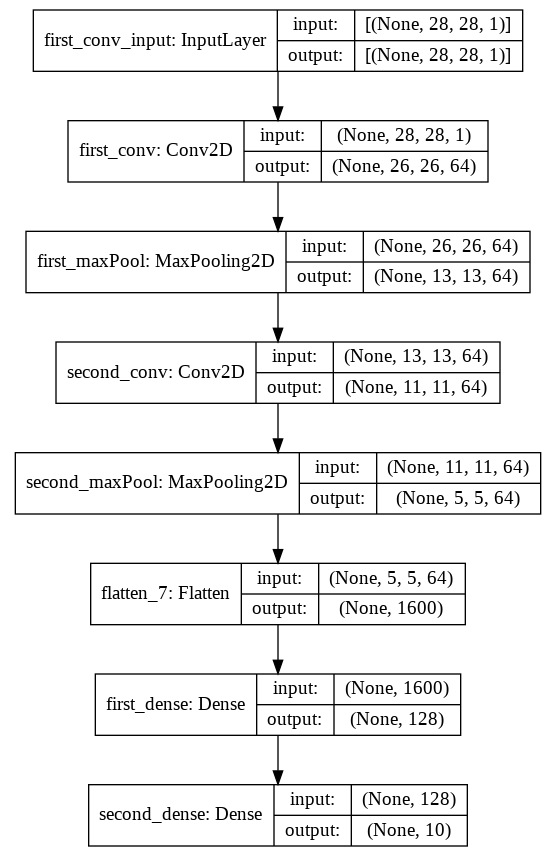 first_conv_input: InputLayer
input:
[(None, 28, 28, 1)]
output:
[(None, 28, 28, 1)]
first_conv: Conv2D
input:
(None, 28, 28, 1)
output:
(None, 26, 26, 64)
first_maxPool: MaxPooling2D
input:
(None, 26, 26, 64)
output:
(None, 13, 13, 64)
second_conv: Conv2D
input:
(None, 13, 13, 64)
output:
(None, 11, 11, 64)
second_maxPool: MaxPooling2D
input:
(None, 11, 11, 64)
output:
(None, 5, 5, 64)
flatten_7: Flatten
input:
(None, 5, 5, 64)
output:
(None, 1600)
first_dense: Dense
input:
(None, 1600)
output:
(None, 128)
second_dense: Dense
input:
(None, 128)
output:
(None, 10)